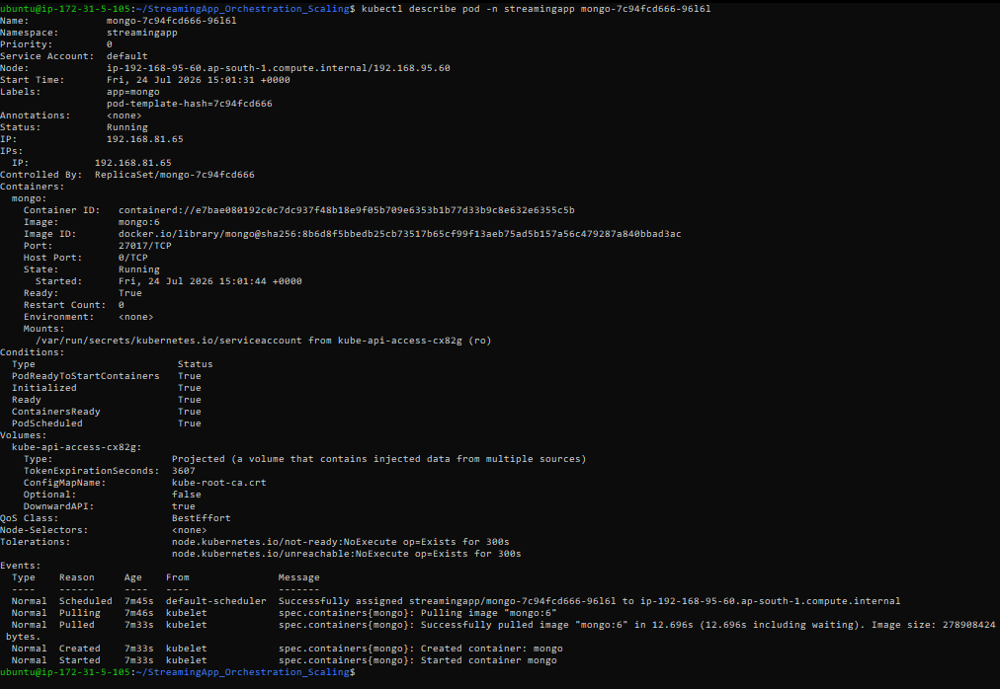 ubuntu@ip-172-31-5-105:~/StreamingApp_Orchestration_Scaling$ kubectl describe pod -n streamingapp mongo-7c94fcd666-96l6l
Name:             mongo-7c94fcd666-96l6l
Namespace:        streamingapp
Priority:         0
Service Account:  default
Node:             ip-192-168-95-60.ap-south-1.compute.internal/192.168.95.60
Start Time:       Fri, 24 Jul 2026 15:01:31 +0000
Labels:           app=mongo
                  pod-template-hash=7c94fcd666
Annotations:      <none>
Status:           Running
IP:               192.168.81.65
IPs:
  IP:           192.168.81.65
Controlled By:  ReplicaSet/mongo-7c94fcd666
Containers:
  mongo:
    Container ID:   containerd://e7bae080192c0c7dc937f48b18e9f05b709e6353b1b77d33b9c8e632e6355c5b
    Image:          mongo:6
    Image ID:       docker.io/library/mongo@sha256:8b6d8f5bbedb25cb73517b65cf99f13aeb75ad5b157a56c479287a840bbad3ac
    Port:           27017/TCP
    Host Port:      0/TCP
    State:          Running
      Started:      Fri, 24 Jul 2026 15:01:44 +0000
    Ready:          True
    Restart Count:  0
    Environment:    <none>
    Mounts:
      /var/run/secrets/kubernetes.io/serviceaccount from kube-api-access-cx82g (ro)
Conditions:
  Type                        Status
  PodReadyToStartContainers   True
  Initialized                 True
  Ready                       True
  ContainersReady             True
  PodScheduled                True
Volumes:
  kube-api-access-cx82g:
    Type:                    Projected (a volume that contains injected data from multiple sources)
    TokenExpirationSeconds:  3607
    ConfigMapName:           kube-root-ca.crt
    Optional:                false
    DownwardAPI:             true
QoS Class:                   BestEffort
Node-Selectors:              <none>
Tolerations:                 node.kubernetes.io/not-ready:NoExecute op=Exists for 300s
                             node.kubernetes.io/unreachable:NoExecute op=Exists for 300s
Events:
  Type    Reason     Age    From               Message
  ----    ------     ----   ----               -------
  Normal  Scheduled  7m45s  default-scheduler  Successfully assigned streamingapp/mongo-7c94fcd666-96l6l to ip-192-168-95-60.ap-south-1.compute.internal
  Normal  Pulling    7m46s  kubelet            spec.containers{mongo}: Pulling image "mongo:6"
  Normal  Pulled     7m33s  kubelet            spec.containers{mongo}: Successfully pulled image "mongo:6" in 12.696s (12.696s including waiting). Image size: 278908424
 bytes.
  Normal  Created    7m33s  kubelet            spec.containers{mongo}: Created container: mongo
  Normal  Started    7m33s  kubelet            spec.containers{mongo}: Started container mongo
ubuntu@ip-172-31-5-105:~/StreamingApp_Orchestration_Scaling$